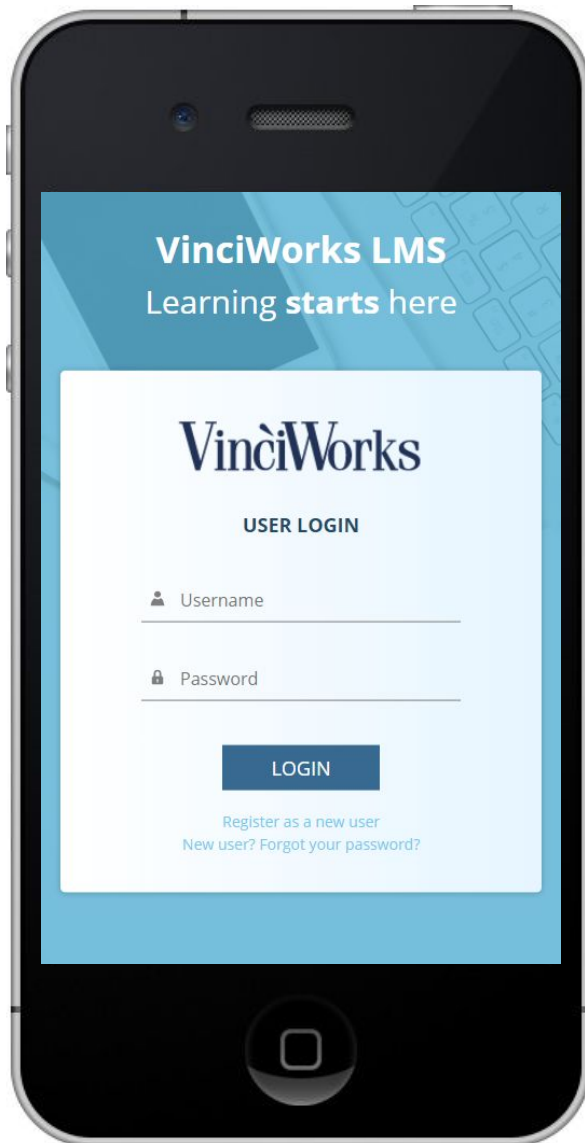 VinciWorks LMS
Learning starts here
VincìWorks
USER LOGIN
Username
Password
LOGIN
Register as a new user
New user? Forgot your password?